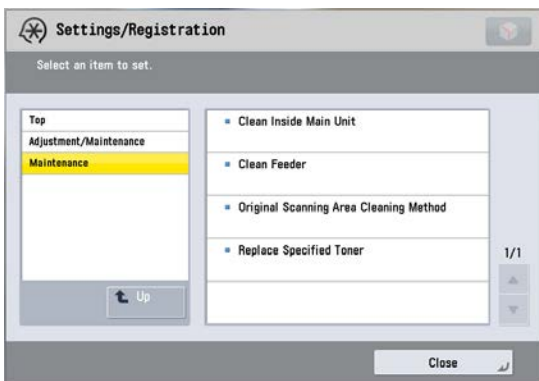 Settings/Registration
Select an item to set.
Top
Adjustment/Maintenance
Maintenance
Up
Clean Inside Main Unit
Clean Feeder
Original Scanning Area Cleaning Method
Replace Specified Toner
1/1
Close